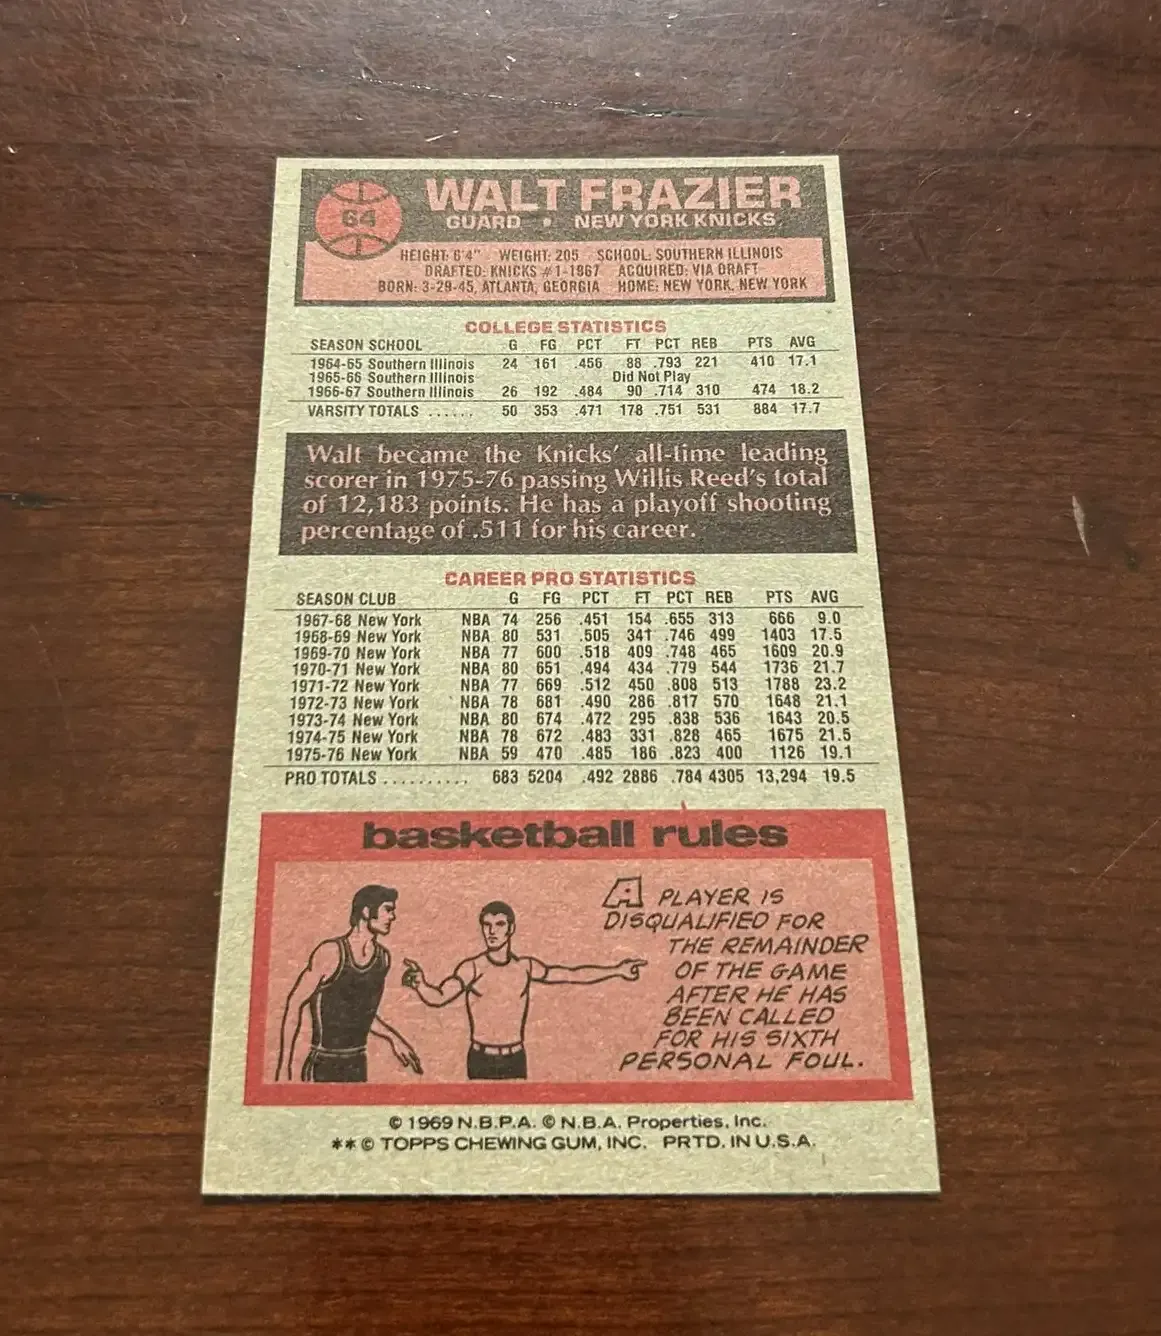 64
WALT FRAZIER
GUARD • NEW YORK KNICKS
HEIGHT: 6'4" WEIGHT: 205 SCHOOL: SOUTHERN ILLINOIS
DRAFTED: KNICKS #1-1967 ACQUIRED: VIA DRAFT
BORN: 3-29-45, ATLANTA, GEORGIA HOME: NEW YORK, NEW YORK
COLLEGE STATISTICS
SEASON SCHOOL G FG PCT FT PCT REB PTS AVG
1964-65 Southern Illinois 24 161 .456 88 .793 221 410 17.1
1965-66 Southern Illinois Did Not Play
1966-67 Southern Illinois 26 192 .484 90 .714 310 474 18.2
VARSITY TOTALS ...... 50 353 .471 178 .751 531 884 17.7
Walt became the Knicks' all-time leading
scorer in 1975-76 passing Willis Reed's total
of 12,183 points. He has a playoff shooting
percentage of .511 for his career.
CAREER PRO STATISTICS
SEASON CLUB G FG PCT FT PCT REB PTS AVG
1967-68 New York NBA 74 256 .451 154 .655 313 666 9.0
1968-69 New York NBA 80 531 .505 341 .746 499 1403 17.5
1969-70 New York NBA 77 600 .518 409 .748 465 1609 20.9
1970-71 New York NBA 80 651 .494 434 .779 544 1736 21.7
1971-72 New York NBA 77 669 .512 450 .808 513 1788 23.2
1972-73 New York NBA 78 681 .490 286 .817 570 1648 21.1
1973-74 New York NBA 80 674 .472 295 .838 536 1643 20.5
1974-75 New York NBA 78 672 .483 331 .828 465 1675 21.5
1975-76 New York NBA 59 470 .485 186 .823 400 1126 19.1
PRO TOTALS .......... 683 5204 .492 2886 .784 4305 13,294 19.5
basketball rules
A PLAYER IS
DISQUALIFIED FOR
THE REMAINDER
OF THE GAME
AFTER HE HAS
BEEN CALLED
FOR HIS SIXTH
PERSONAL FOUL.
© 1969 N.B.P.A. © N.B.A. Properties, Inc.
** © TOPPS CHEWING GUM, INC. PRTD. IN U.S.A.